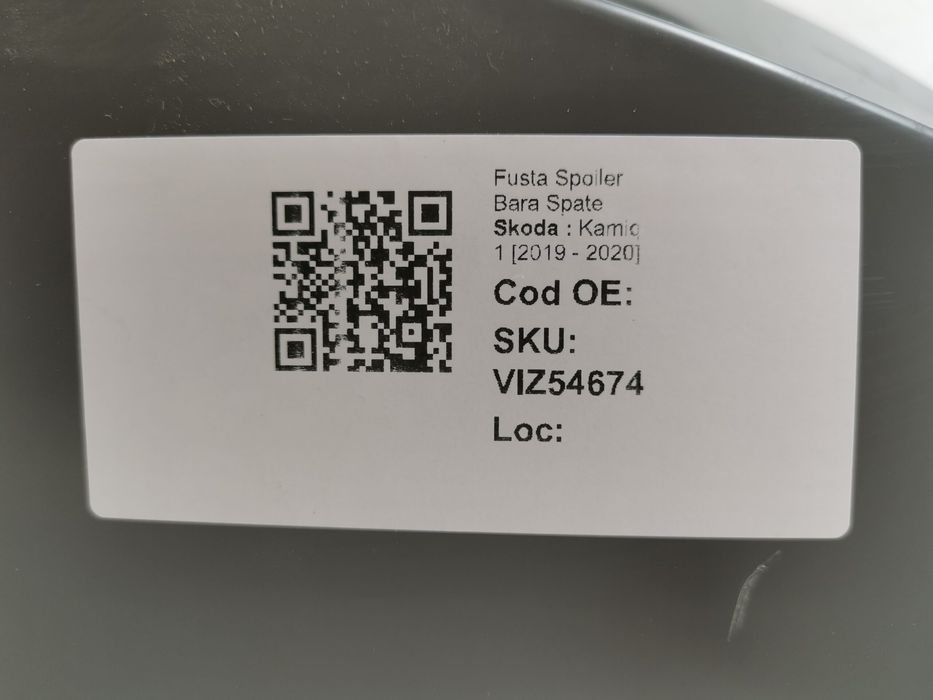 Fusta Spoiler
Bara Spate
Skoda : Kamiq
1 [2019 - 2020]
Cod OE:
SKU:
VIZ54674
Loc: